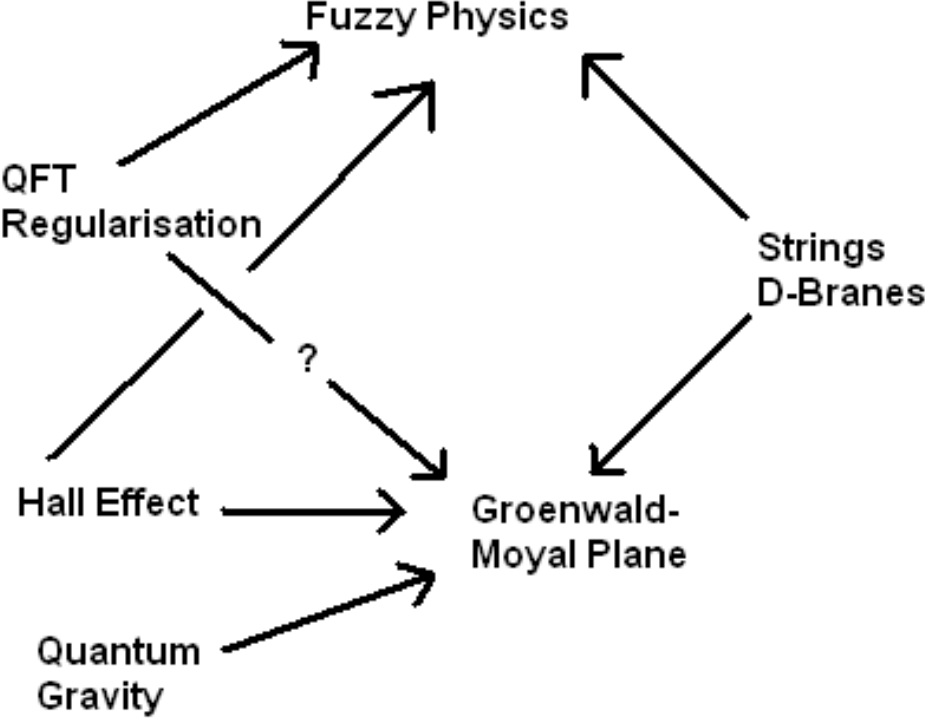 Fuzzy Physics
QFT
Regularisation
Strings
D-Branes
?
Hall Effect
Groenwald-
Moyal Plane
Quantum
Gravity